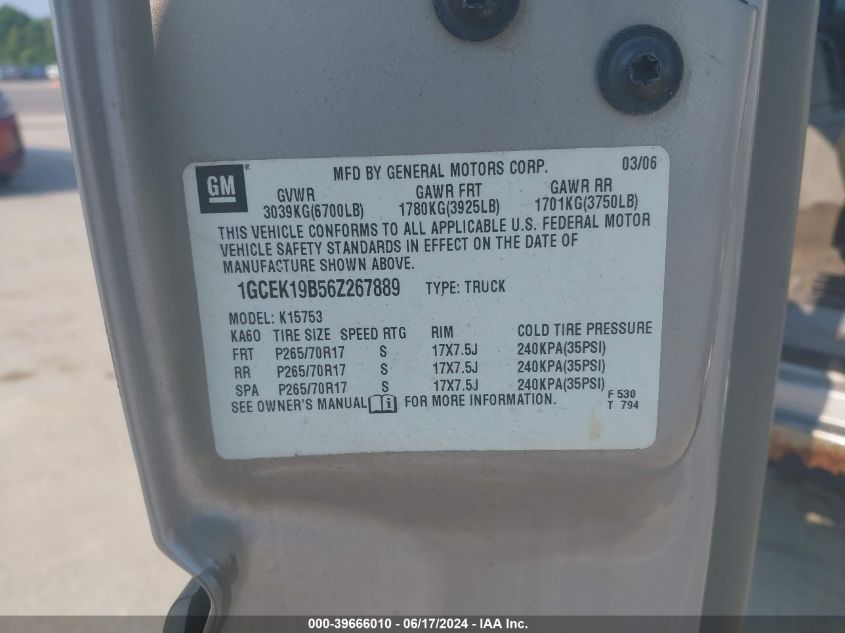 GM ®
MFD BY GENERAL MOTORS CORP. 03/06
GVWR GAWR FRT GAWR RR
3039KG(6700LB) 1780KG(3925LB) 1701KG(3750LB)
THIS VEHICLE CONFORMS TO ALL APPLICABLE U.S. FEDERAL MOTOR
VEHICLE SAFETY STANDARDS IN EFFECT ON THE DATE OF
MANUFACTURE SHOWN ABOVE.
1GCEK19B56Z267889 TYPE: TRUCK
MODEL: K15753
KA60 TIRE SIZE SPEED RTG RIM COLD TIRE PRESSURE
FRT P265/70R17 S 17X7.5J 240KPA(35PSI)
RR P265/70R17 S 17X7.5J 240KPA(35PSI)
SPA P265/70R17 S 17X7.5J 240KPA(35PSI)
SEE OWNER'S MANUAL i FOR MORE INFORMATION.
F 530
T 794
000-39666010 - 06/17/2024 - IAA Inc.